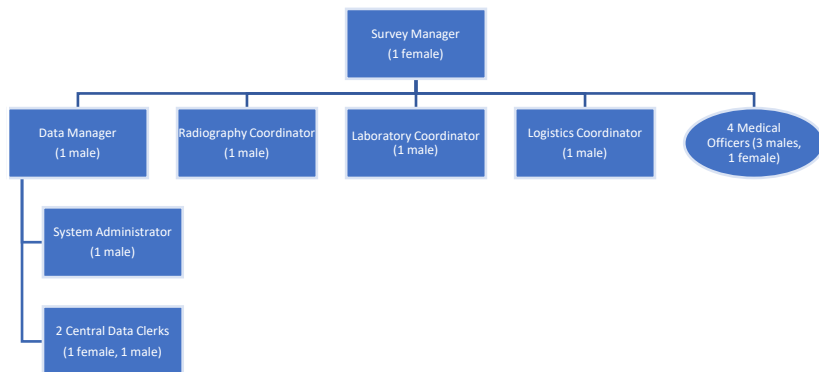 Survey Manager
(1 female)
Data Manager
(1 male)
Radiography Coordinator
(1 male)
Laboratory Coordinator
(1 male)
Logistics Coordinator
(1 male)
4 Medical
Officers (3 males,
1 female)
System Administrator
(1 male)
2 Central Data Clerks
(1 female, 1 male)